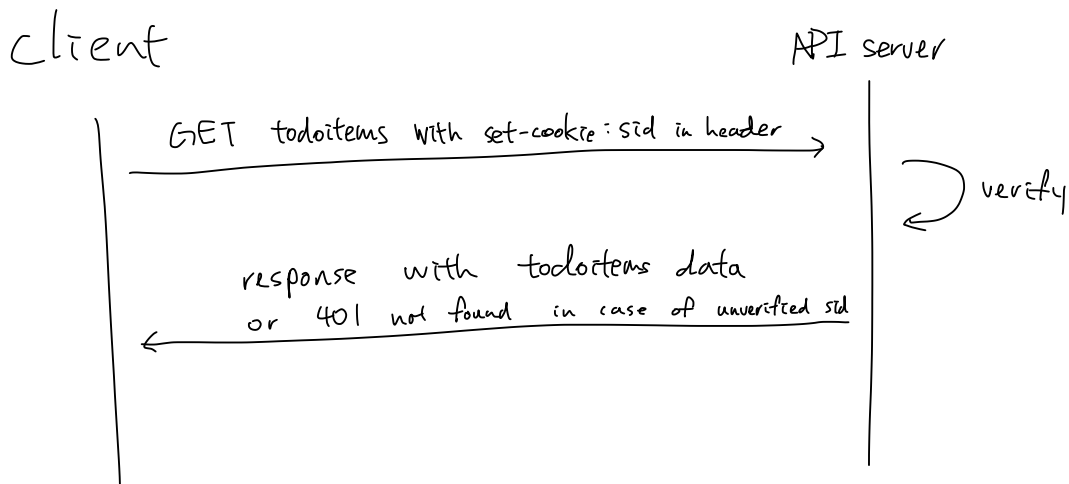 client
API server
GET todoitems with set-cookie : sid in header
verify
response with todoitems data
or 401 not found in case of unverified sid